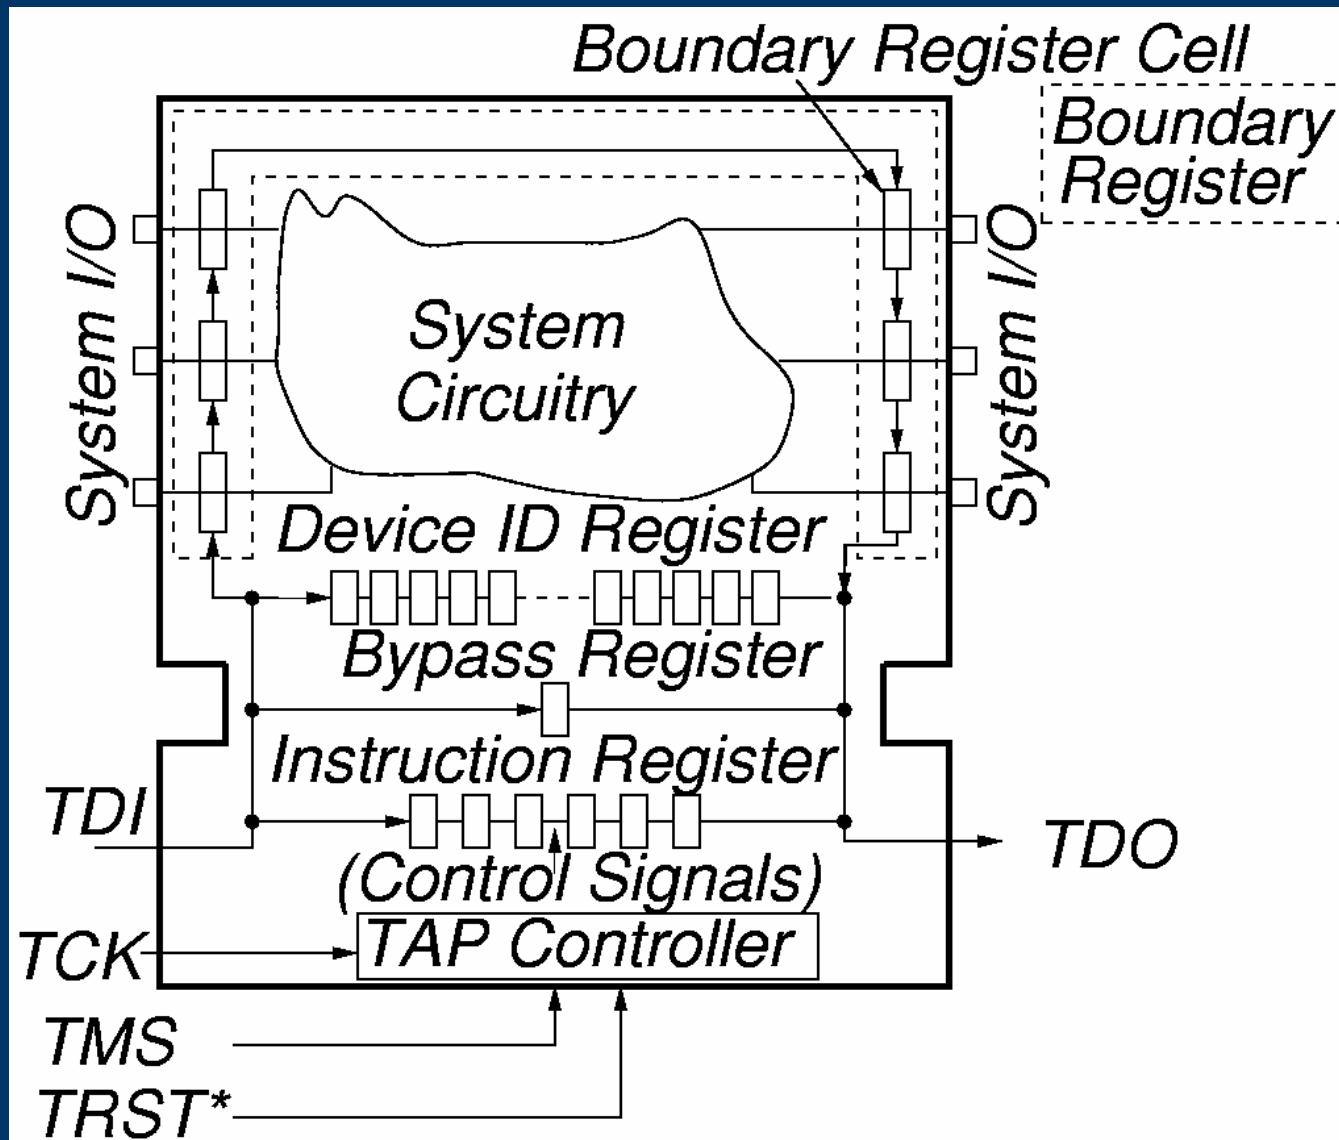 Boundary Register Cell
Boundary
Register
System I/O
System I/O
System
Circuitry
Device ID Register
Bypass Register
Instruction Register
TDI
TDO
(Control Signals)
TCK
TAP Controller
TMS
TRST*